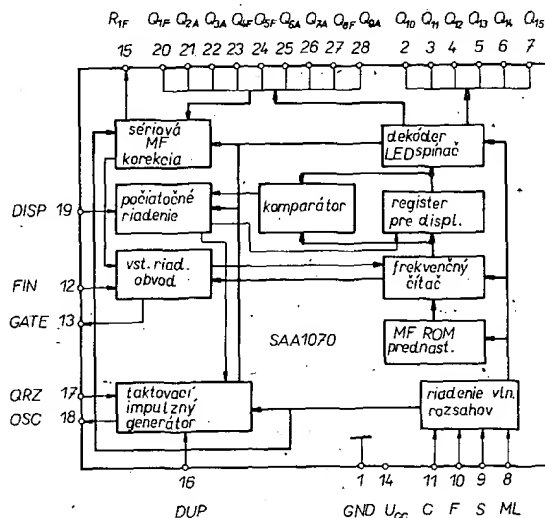 R1F Q1F Q2A Q3A Q4F Q5F Q6A Q7A Q8F Q9A Q10 Q11 Q12 Q13 Q14 Q15
15 20 21 22 23 24 25 26 27 28 2 3 4 5 6 7
sériová MF korekcia
dekóder LED spínač
DISP 19
počiatočné riadenie
komparátor
register pre displ.
FIN 12
vst. riad. obvod
frekvenčný čítač
GATE 13
SAA1070
MF ROM prednast.
QRZ 17
OSC 18
taktovací impulzný generátor
riadenie vln. rozsahov
16 1 14 11 10 9 8
DUP GND UCC C F S ML